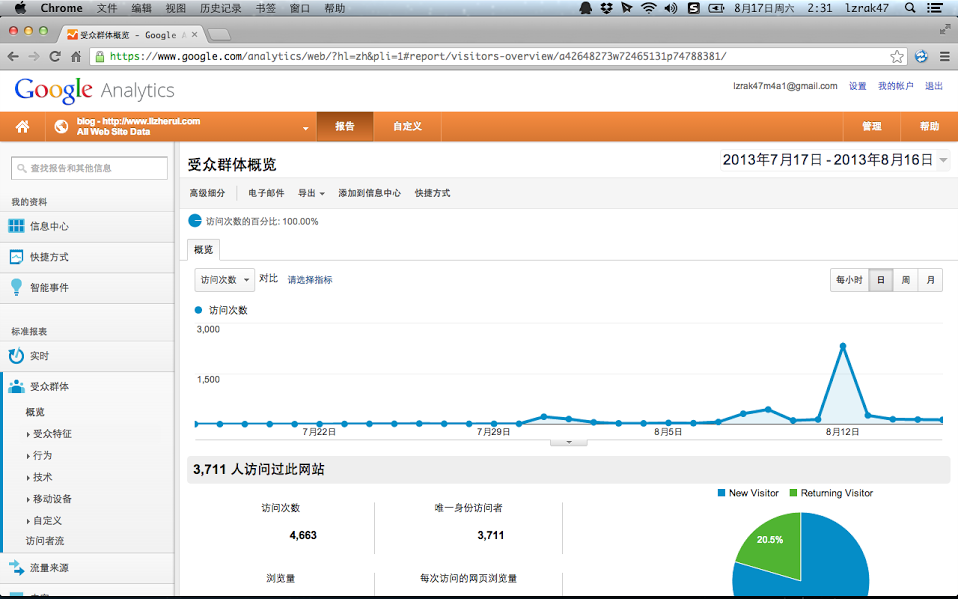 Chrome 文件 编辑 视图 历史记录 书签 窗口 帮助 8月17日周六 2:31 lzrak47
受众群体概览 - Google A
https://www.google.com/analytics/web/?hl=zh&pli=1#report/visitors-overview/a42648273w72465131p74788381/
Google Analytics
lzrak47m4a1@gmail.com 设置 我的帐户 退出
blog - http://www.lizherui.com
All Web Site Data
报告 自定义 管理 帮助
查找报告和其他信息
我的资料
信息中心
快捷方式
智能事件
标准报表
实时
受众群体
概览
受众特征
行为
技术
移动设备
自定义
访问者流
流量来源
受众群体概览
2013年7月17日 - 2013年8月16日
高级细分 电子邮件 导出 添加到信息中心 快捷方式
访问次数的百分比: 100.00%
概览
访问次数 对比 请选择指标
每小时 日 周 月
访问次数
3,000
1,500
7月22日 7月29日 8月5日 8月12日
3,711 人访问过此网站
访问次数
4,663
唯一身份访问者
3,711
浏览量
每次访问的网页浏览量
New Visitor Returning Visitor
20.5%